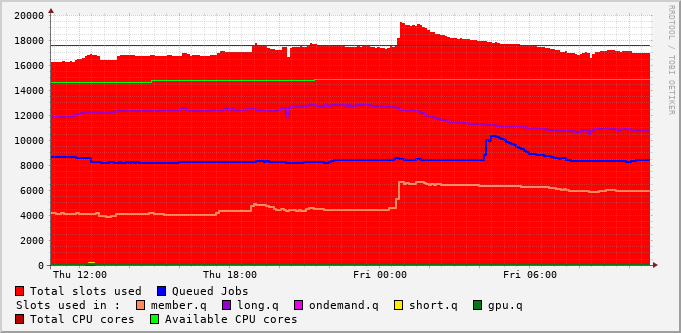 20000
18000
16000
14000
12000
10000
8000
6000
4000
2000
0
Thu 12:00 Thu 18:00 Fri 00:00 Fri 06:00
RRDTOOL / TOBI OETIKER
Total slots used Queued Jobs
Slots used in : member.q long.q ondemand.q short.q gpu.q
Total CPU cores Available CPU cores